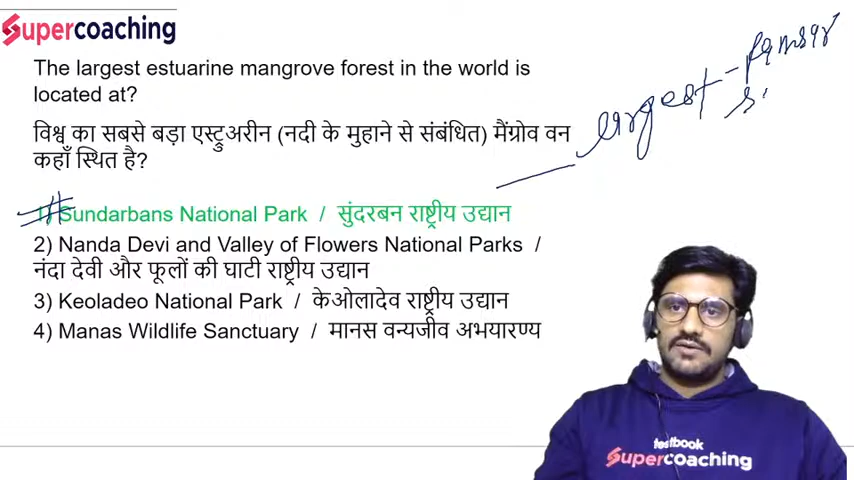 Supercoaching
The largest estuarine mangrove forest in the world is
located at?
विश्व का सबसे बड़ा एस्ट्रुअरीन (नदी के मुहाने से संबंधित) मैंग्रोव वन
कहाँ स्थित है?
largest - Ramsar
1) Sundarbans National Park / सुंदरबन राष्ट्रीय उद्यान
2) Nanda Devi and Valley of Flowers National Parks /
नंदा देवी और फूलों की घाटी राष्ट्रीय उद्यान
3) Keoladeo National Park / केओलादेव राष्ट्रीय उद्यान
4) Manas Wildlife Sanctuary / मानस वन्यजीव अभयारण्य
testbook
Supercoaching